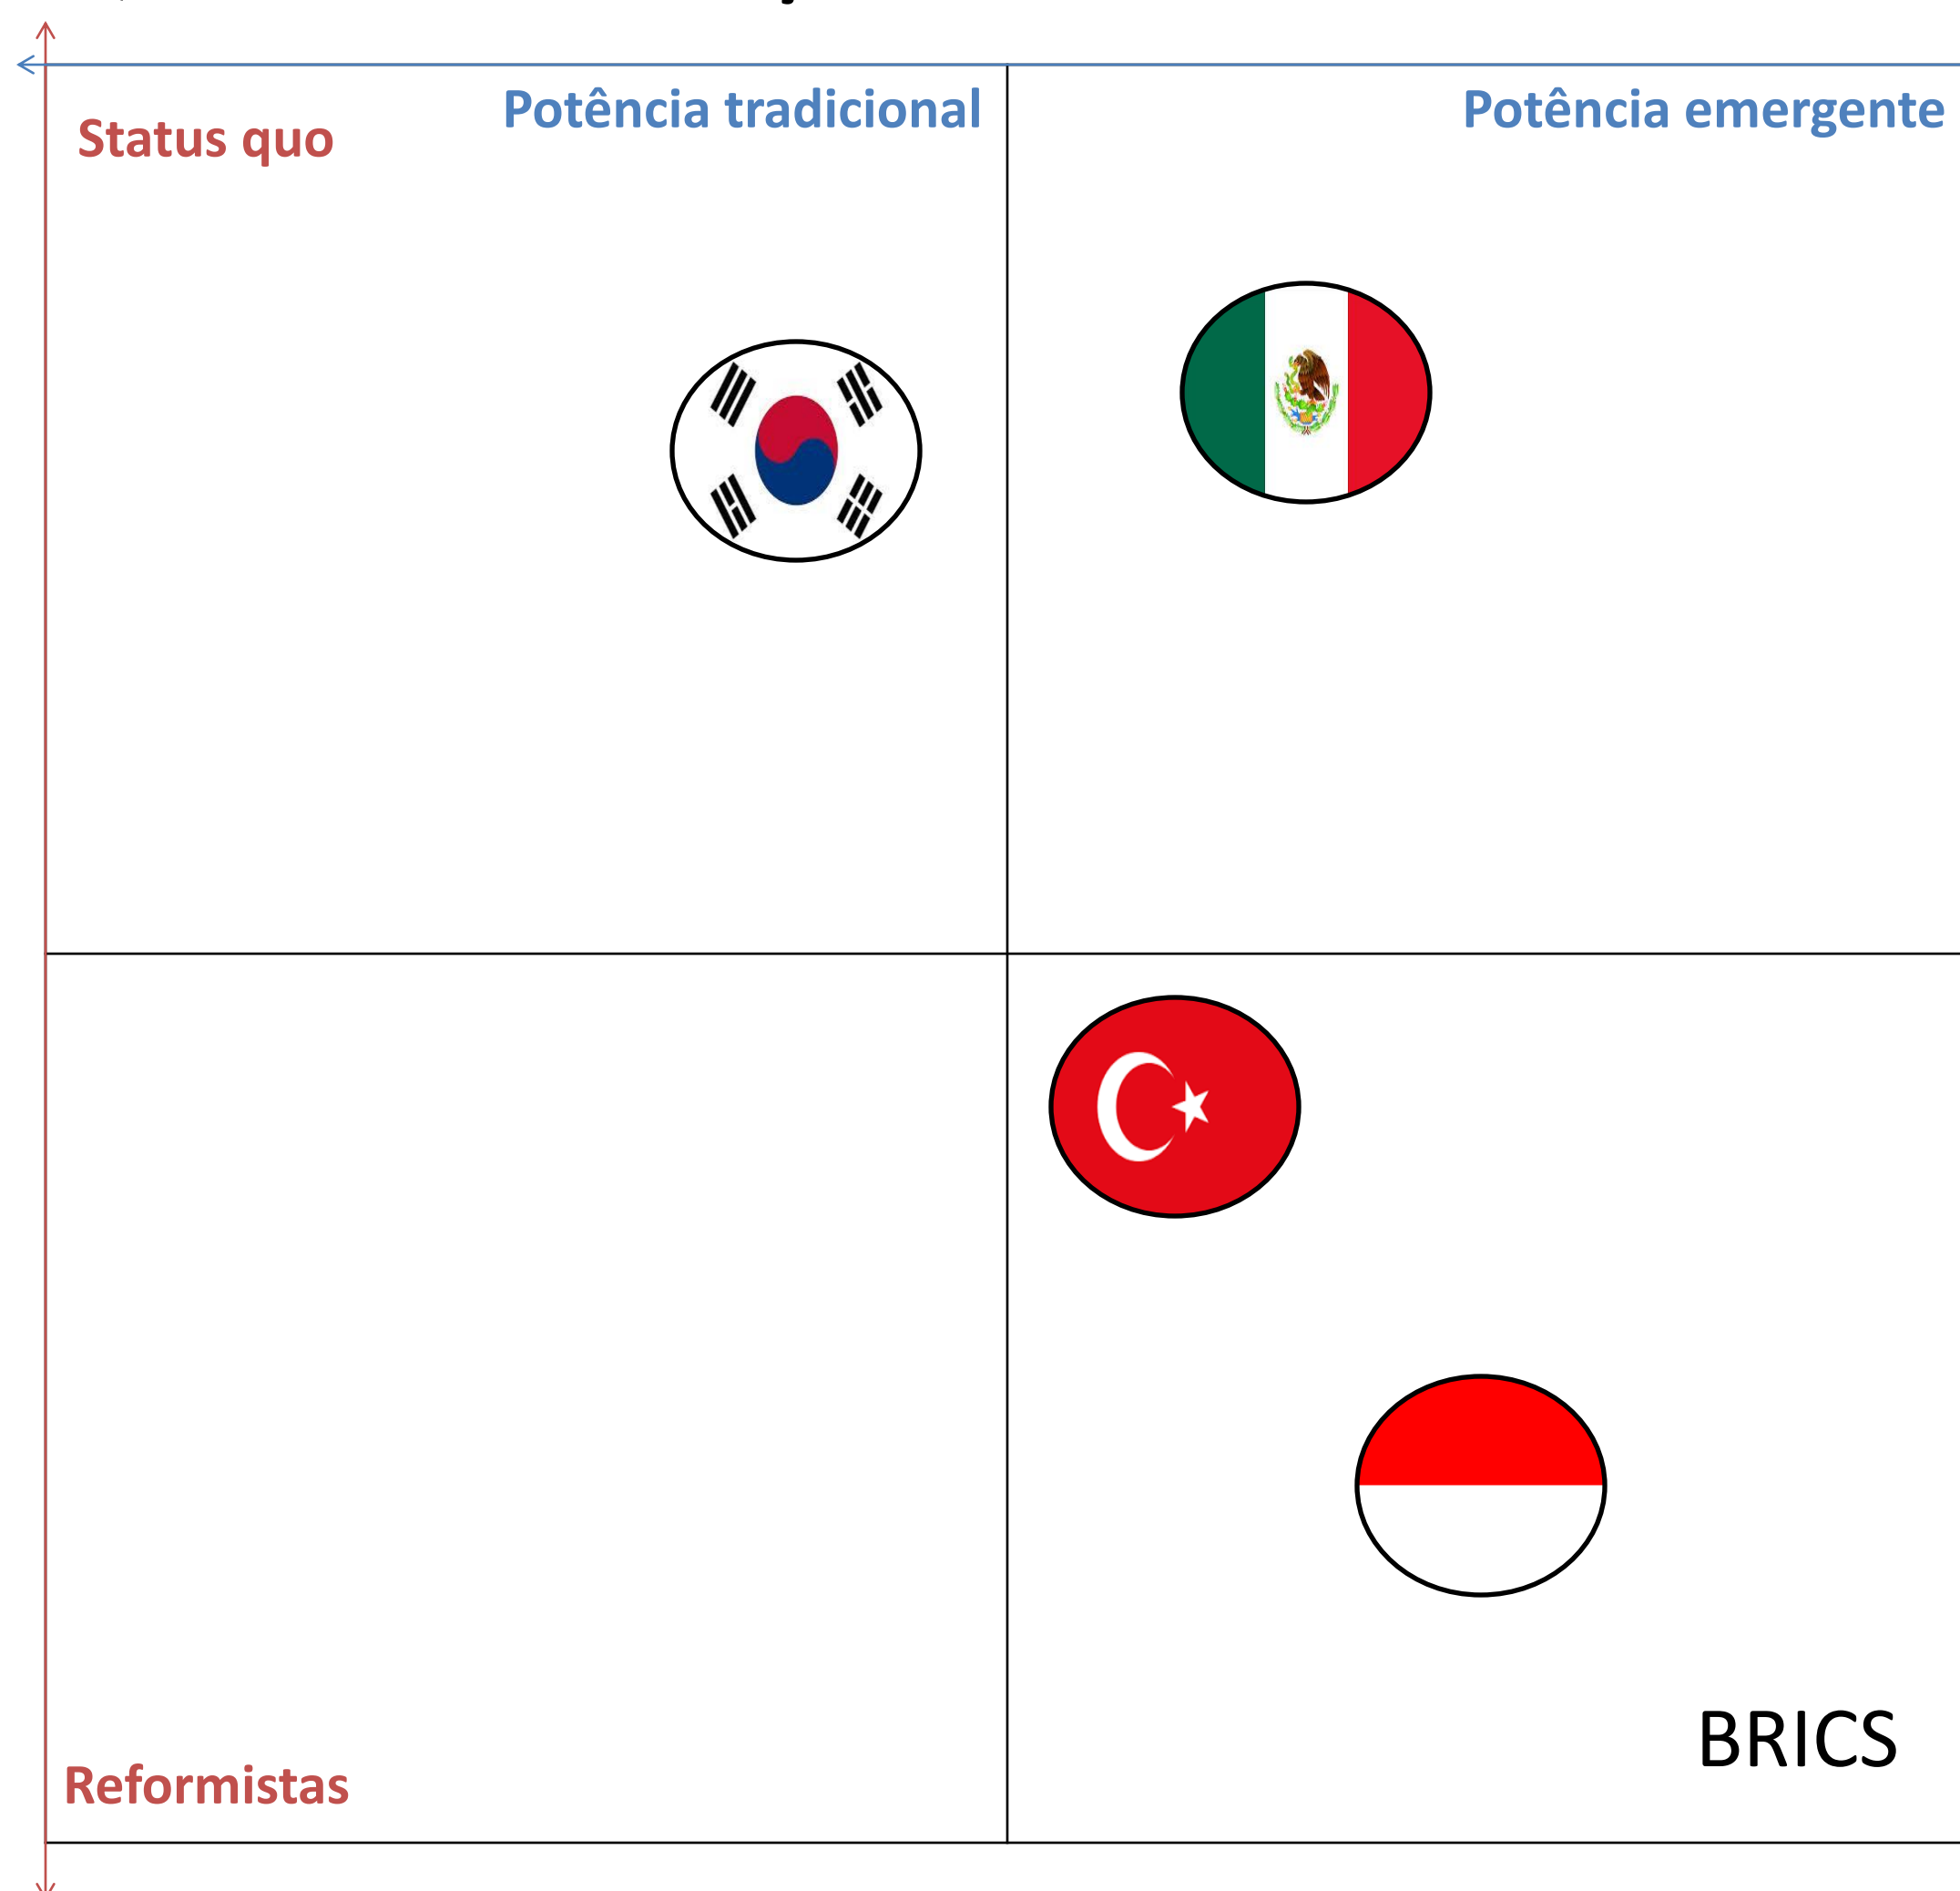 Potência tradicional
Potência emergente
Status quo
BRICS
Reformistas